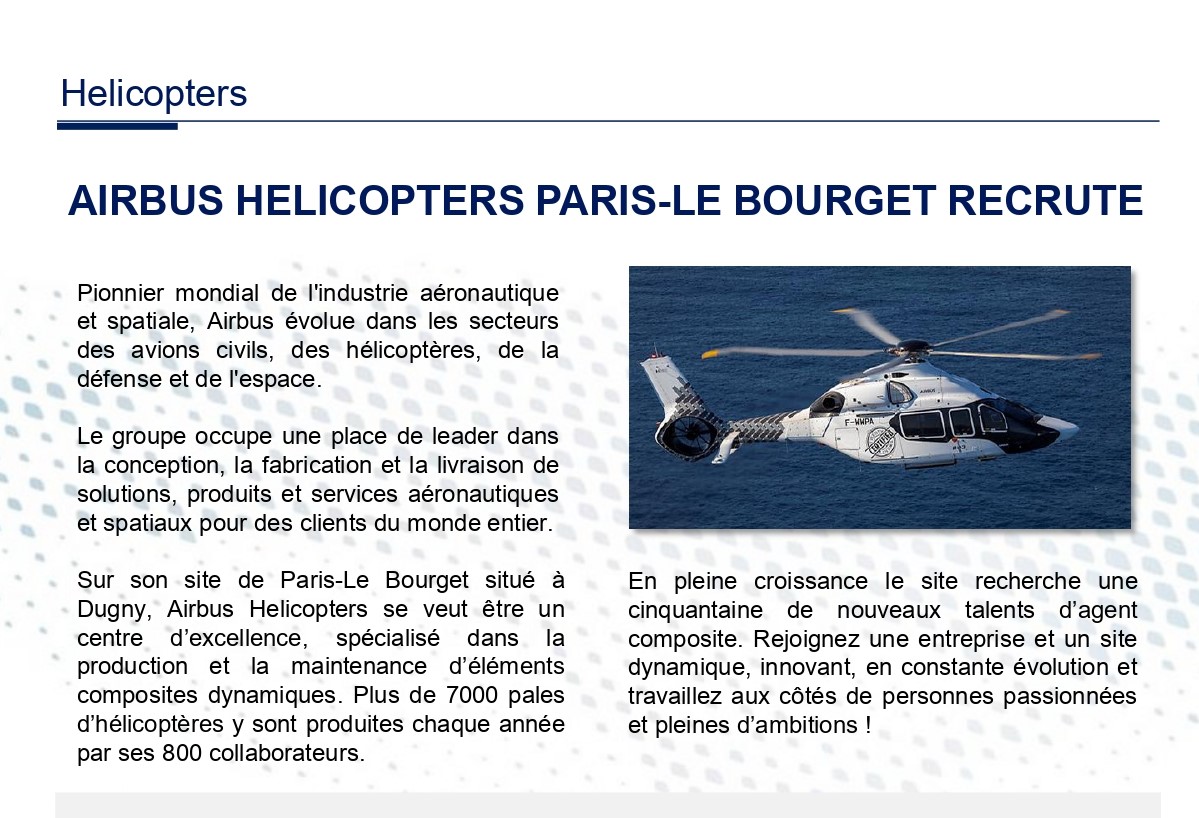 Helicopters
AIRBUS HELICOPTERS PARIS-LE BOURGET RECRUTE
Pionnier mondial de l'industrie aéronautique
et spatiale, Airbus évolue dans les secteurs
des avions civils, des hélicoptères, de la
défense et de l'espace.
Le groupe occupe une place de leader dans
la conception, la fabrication et la livraison de
solutions, produits et services aéronautiques
et spatiaux pour des clients du monde entier.
Sur son site de Paris-Le Bourget situé à
Dugny, Airbus Helicopters se veut être un
centre d’excellence, spécialisé dans la
production et la maintenance d’éléments
composites dynamiques. Plus de 7000 pales
d’hélicoptères y sont produites chaque année
par ses 800 collaborateurs.
F-WWPA
En pleine croissance le site recherche une
cinquantaine de nouveaux talents d’agent
composite. Rejoignez une entreprise et un site
dynamique, innovant, en constante évolution et
travaillez aux côtés de personnes passionnées
et pleines d’ambitions !